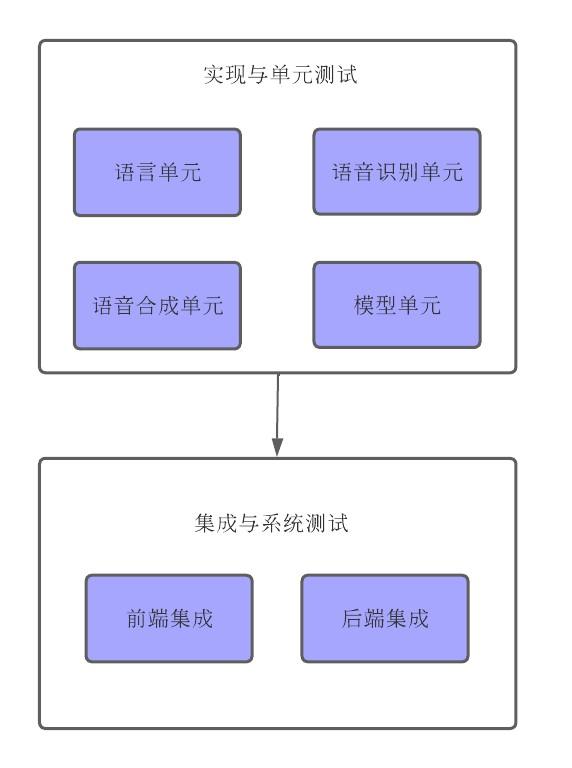 实现与单元测试
语言单元
语音识别单元
语音合成单元
模型单元
集成与系统测试
前端集成
后端集成